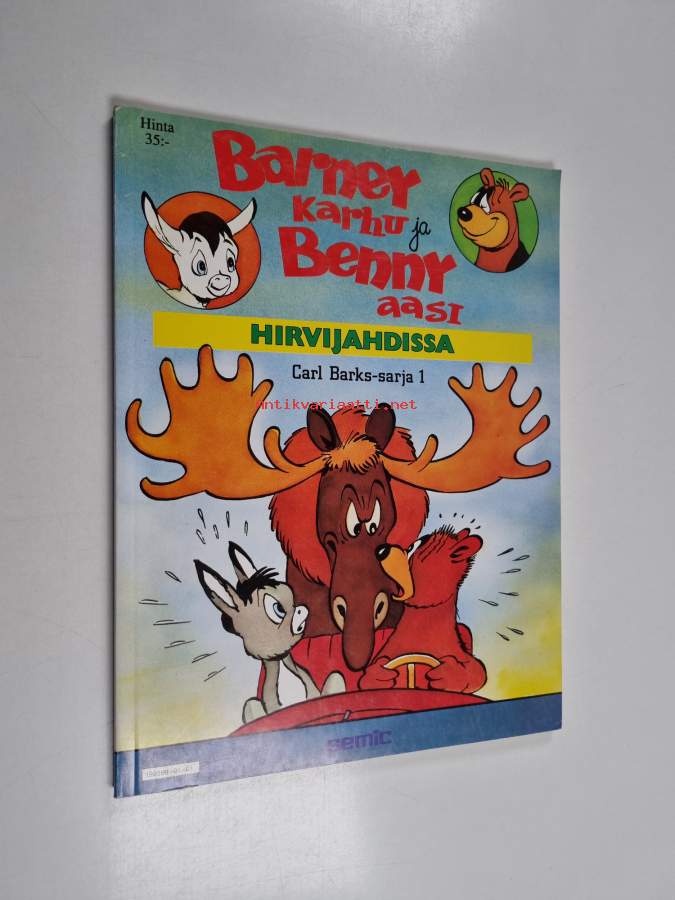 Hinta
35:-
Barney
Karhu ja
Benny
aasi
HIRVIJAHDISSA
Carl Barks-sarja 1
antikvariaatti.net
semic